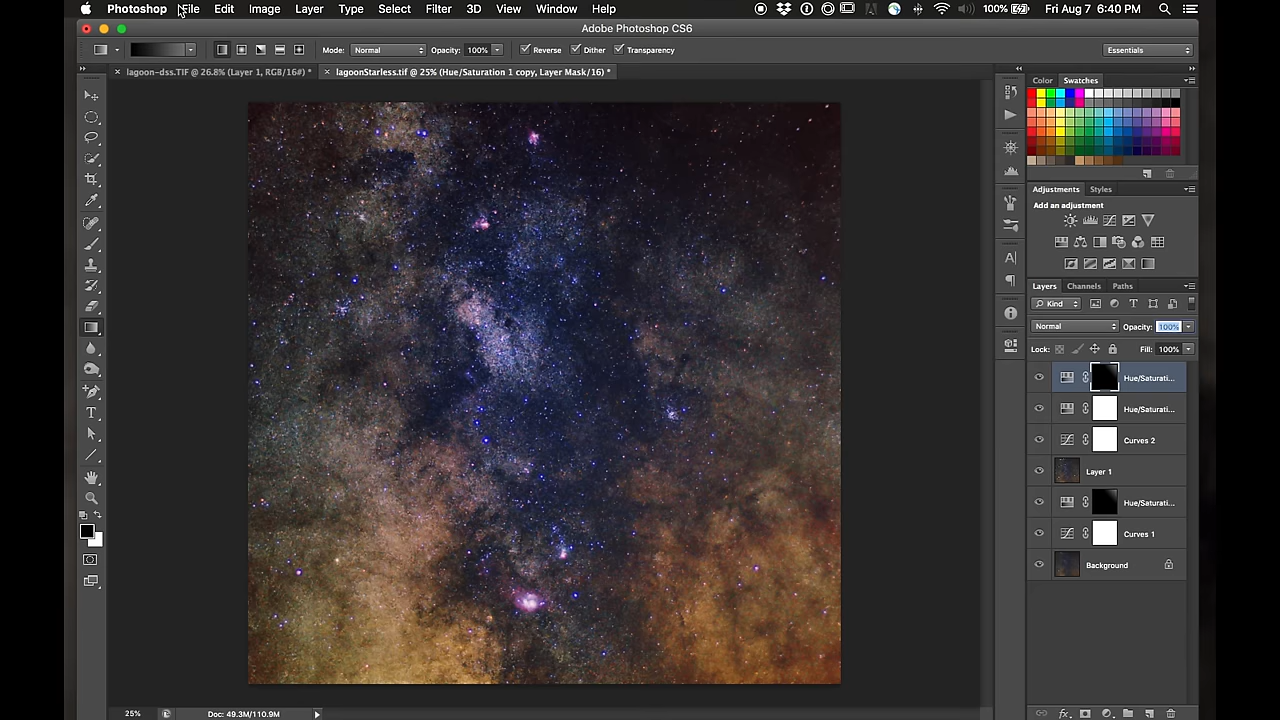 Photoshop File Edit Image Layer Type Select Filter 3D View Window Help 100% Fri Aug 7 6:40 PM
Adobe Photoshop CS6
Mode: Normal Opacity: 100% Reverse Dither Transparency Essentials
lagoon-dss.TIF @ 26.8% (Layer 1, RGB/16#) * lagoonStarless.tif @ 25% (Hue/Saturation 1 copy, Layer Mask/16) *
Color Swatches
Adjustments Styles
Add an adjustment
Layers Channels Paths
Kind
Normal Opacity: 100%
Lock: Fill: 100%
Hue/Saturati...
Hue/Saturati...
Curves 2
Layer 1
Hue/Saturati...
Curves 1
Background
25% Doc: 49.3M/110.9M